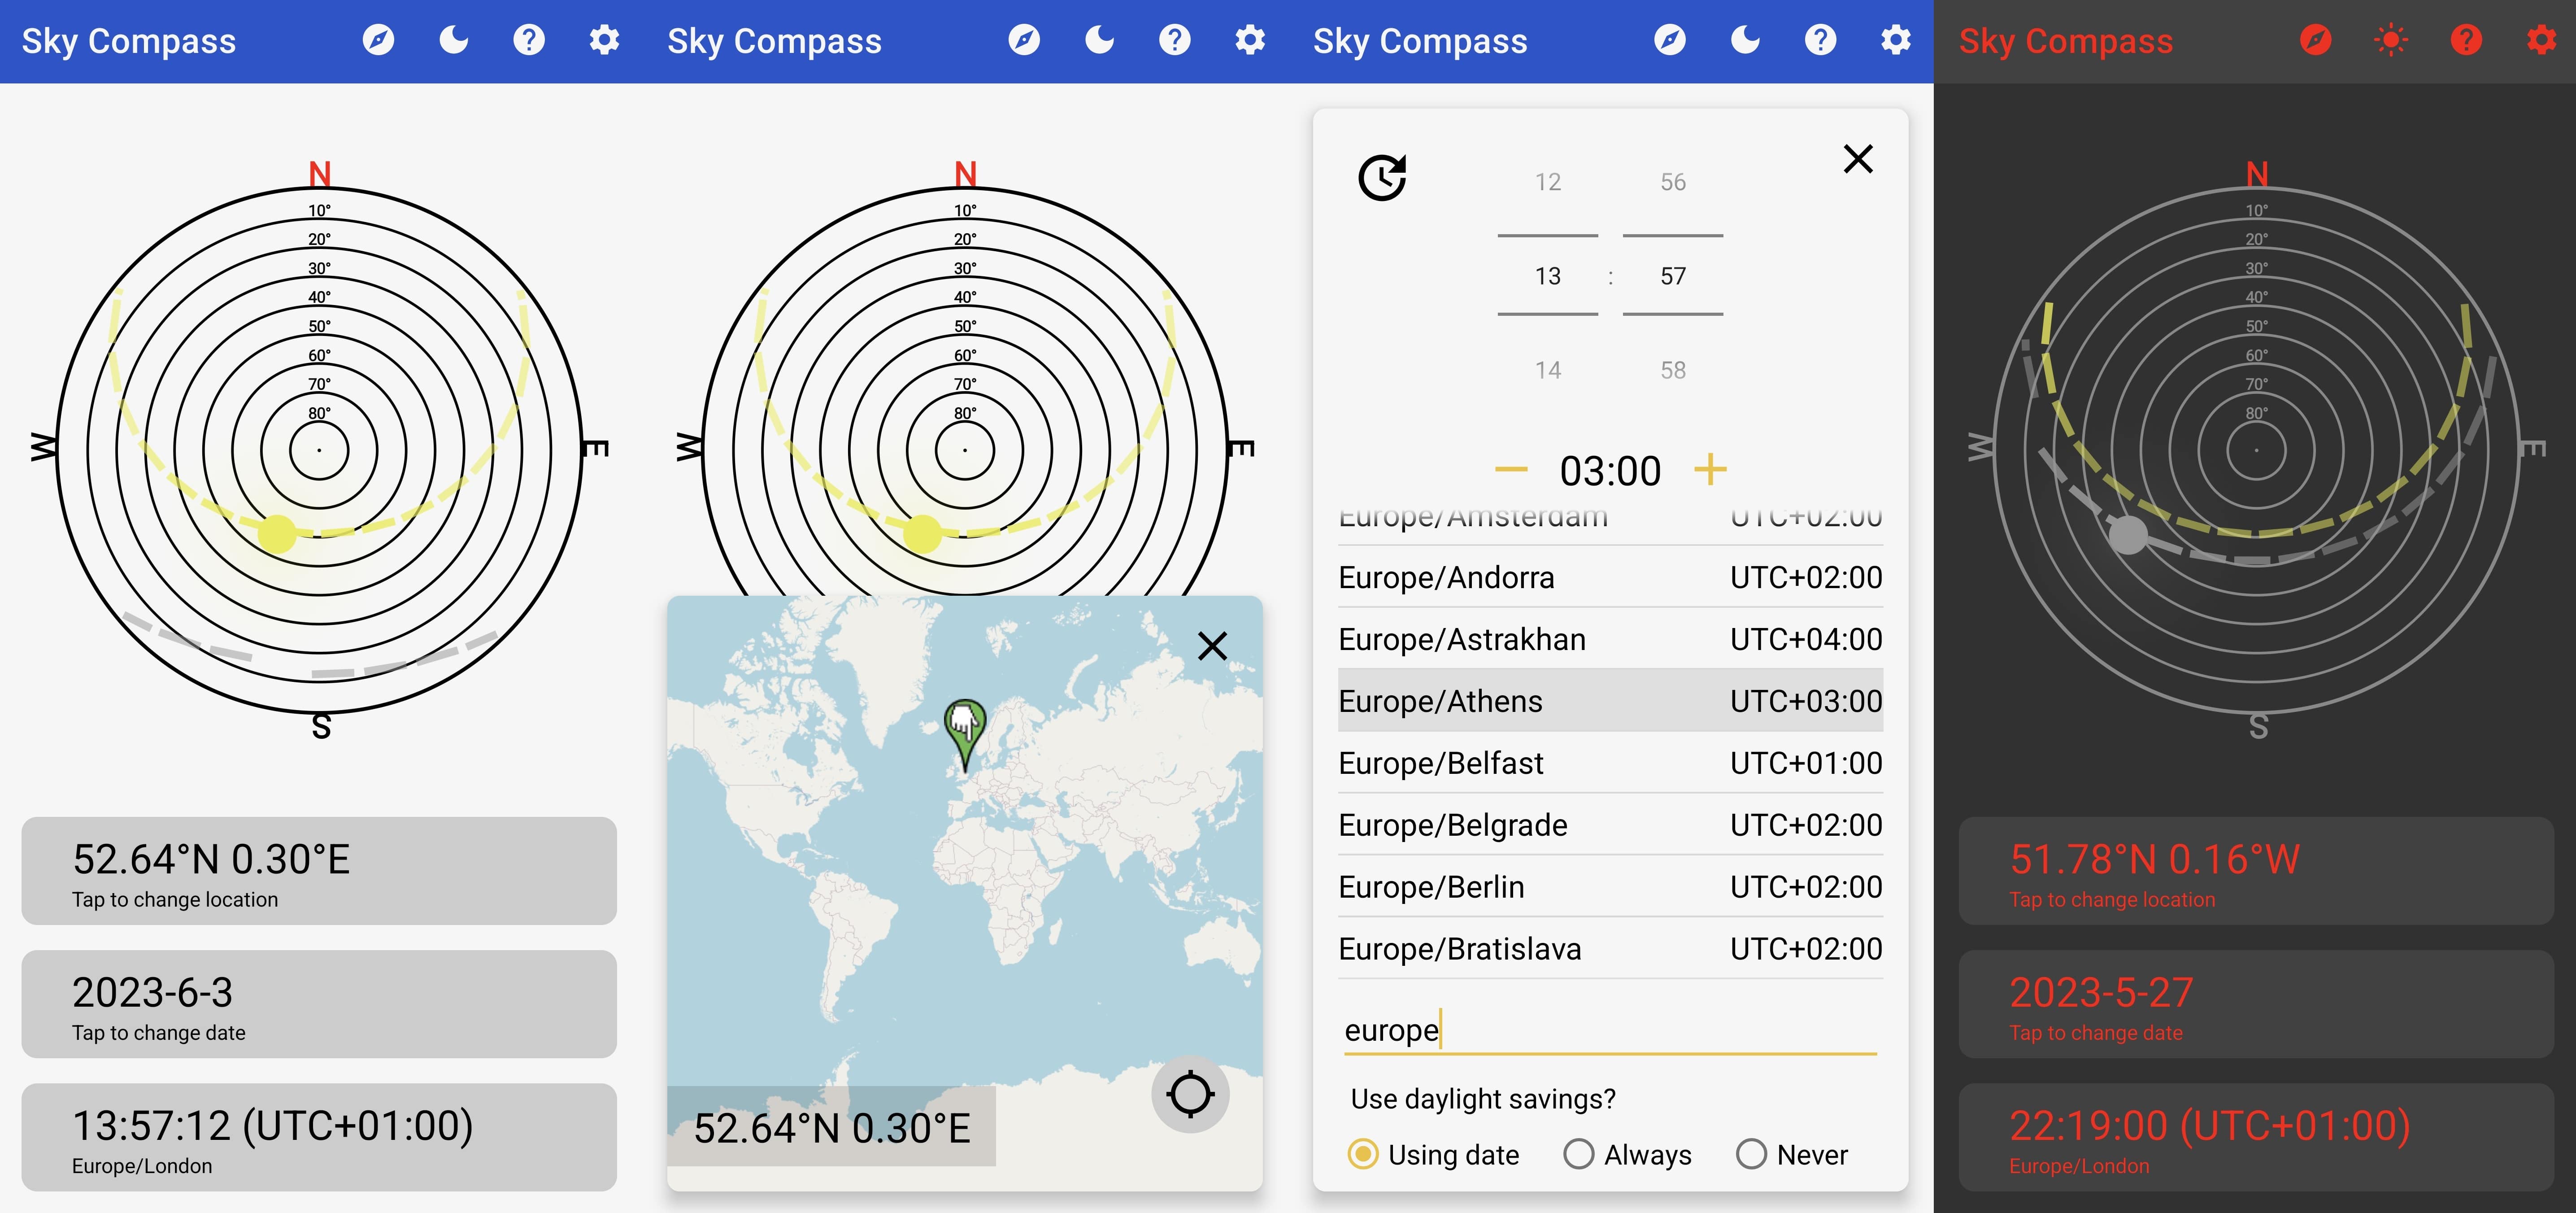 Sky Compass
N
10°
20°
30°
40°
50°
60°
70°
80°
W
E
S
52.64°N 0.30°E
Tap to change location
2023-6-3
Tap to change date
13:57:12 (UTC+01:00)
Europe/London
Sky Compass
N
10°
20°
30°
40°
50°
60°
70°
80°
W
E
52.64°N 0.30°E
Sky Compass
12 56
13 : 57
14 58
03:00
Europe/Amsterdam UTC+02:00
Europe/Andorra UTC+02:00
Europe/Astrakhan UTC+04:00
Europe/Athens UTC+03:00
Europe/Belfast UTC+01:00
Europe/Belgrade UTC+02:00
Europe/Berlin UTC+02:00
Europe/Bratislava UTC+02:00
europe
Use daylight savings?
Using date Always Never
Sky Compass
N
10°
20°
30°
40°
50°
60°
70°
80°
W
E
S
51.78°N 0.16°W
Tap to change location
2023-5-27
Tap to change date
22:19:00 (UTC+01:00)
Europe/London